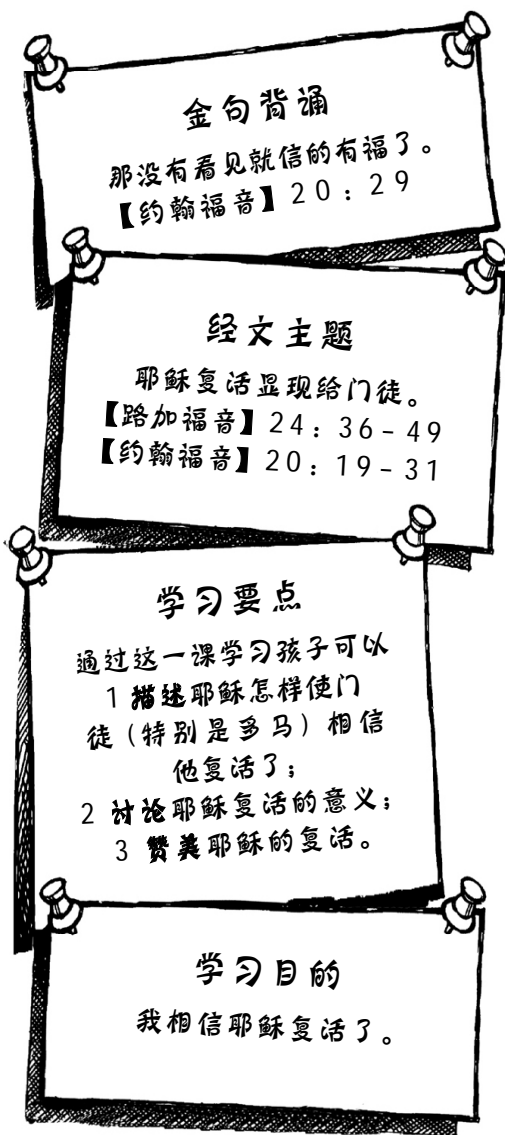 金句背诵
那没有看见就信的有福了。
【约翰福音】20：29
经文主题
耶稣复活显现给门徒。
【路加福音】24：36-49
【约翰福音】20：19-31
学习要点
通过这一课学习孩子可以
1 描述耶稣怎样使门
徒（特别是多马）相信
他复活了；
2 讨论耶稣复活的意义；
3 赞美耶稣的复活。
学习目的
我相信耶稣复活了。